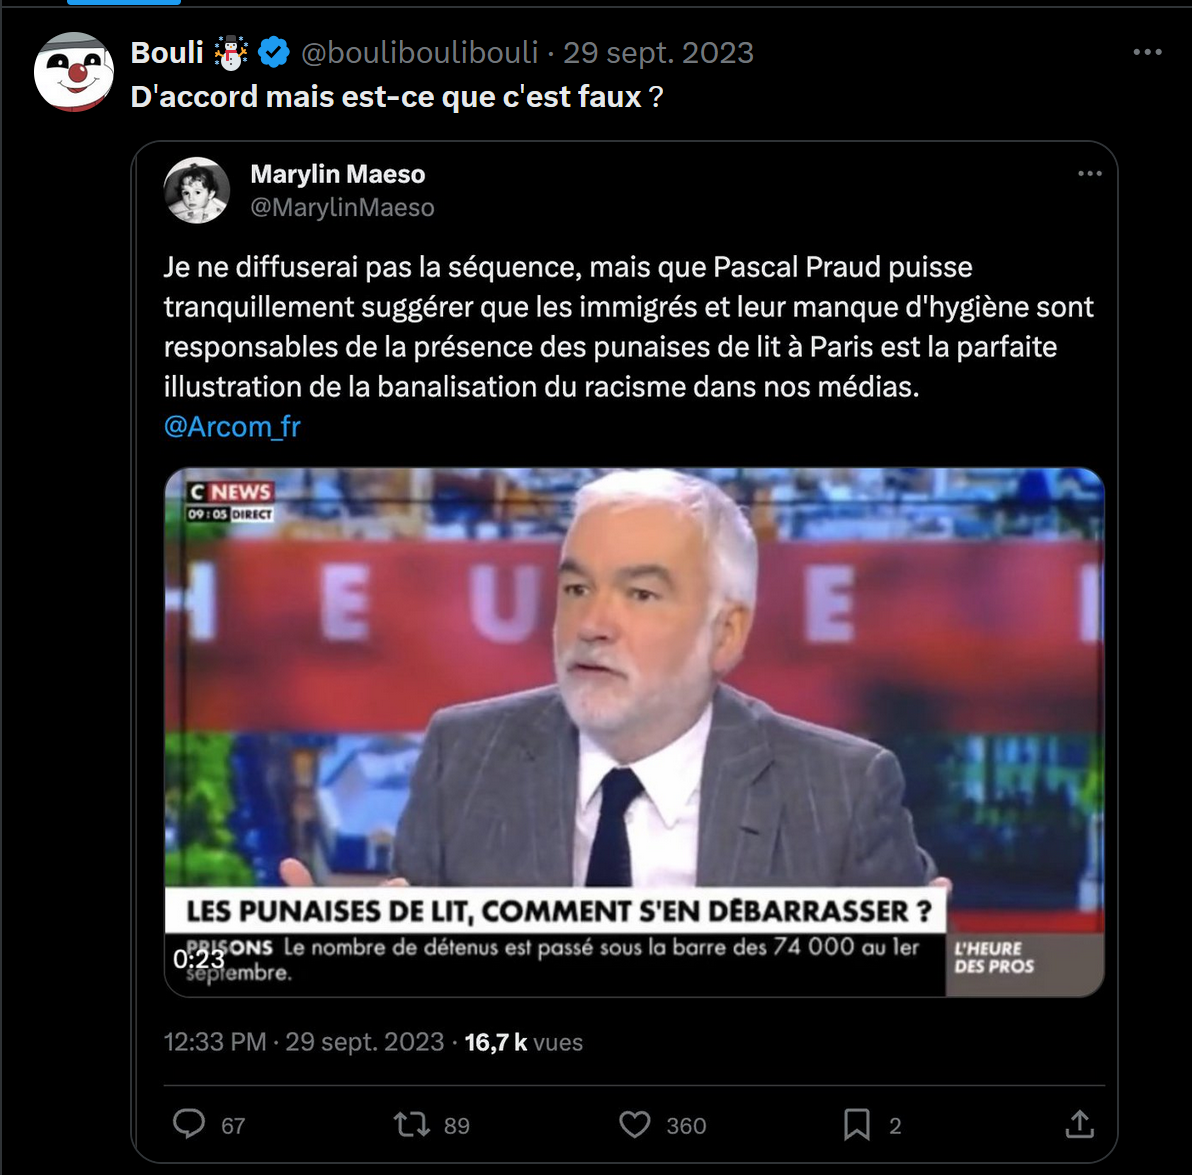 Bouli ⛄ @bouliboulibouli · 29 sept. 2023
D'accord mais est-ce que c'est faux ?
Marylin Maeso
@MarylinMaeso
Je ne diffuserai pas la séquence, mais que Pascal Praud puisse
tranquillement suggérer que les immigrés et leur manque d'hygiène sont
responsables de la présence des punaises de lit à Paris est la parfaite
illustration de la banalisation du racisme dans nos médias.
@Arcom_fr
C NEWS
09:05 DIRECT
H E U E
LES PUNAISES DE LIT, COMMENT S'EN DÉBARRASSER ?
PRISONS Le nombre de détenus est passé sous la barre des 74 000 au 1er
septembre.
0:23
L'HEURE
DES PROS
12:33 PM · 29 sept. 2023 · 16,7 k vues
67 89 360 2